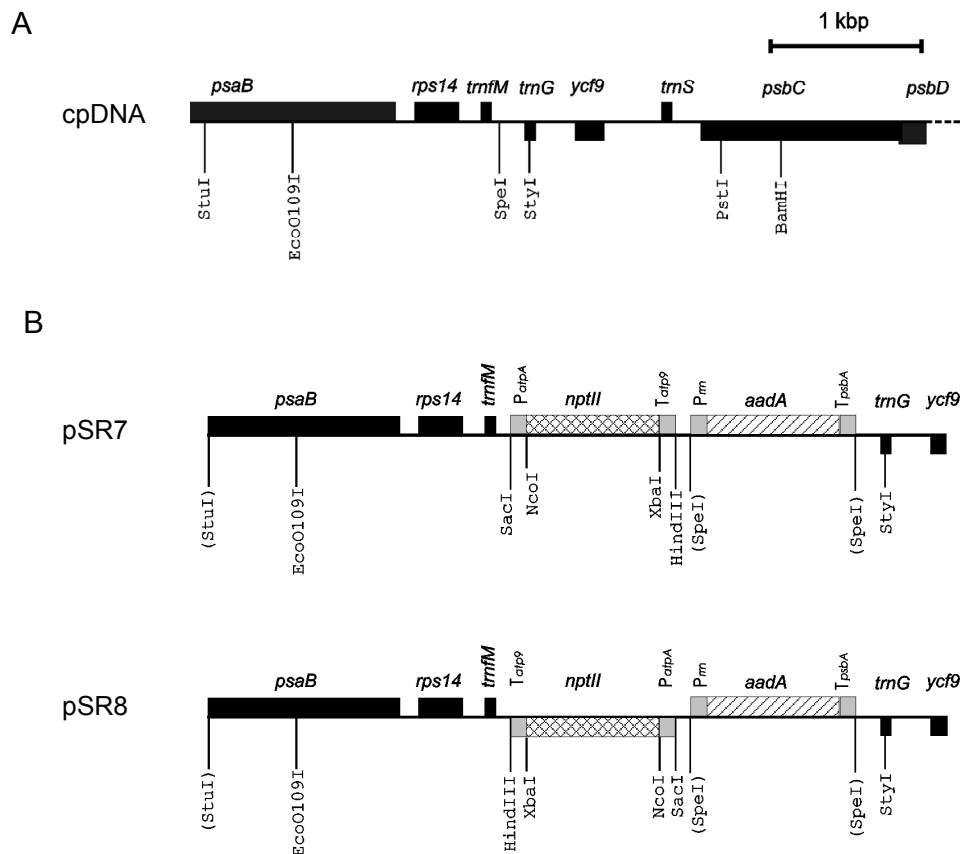 A
1 kbp
psaB rps14 trnfM trnG ycf9 trnS psbC psbD
cpDNA
StuI EcoO109I SpeI StyI PstI BamHI
B
PatpA Tatp9 Prrn TpsbA
psaB rps14 trnfM nptII aadA trnG ycf9
pSR7
(StuI) EcoO109I SacI NcoI XbaI HindIII (SpeI) (SpeI) StyI
Tatp9 PatpA Prrn TpsbA
psaB rps14 trnfM nptII aadA trnG ycf9
pSR8
(StuI) EcoO109I HindIII XbaI NcoI SacI (SpeI) (SpeI) StyI